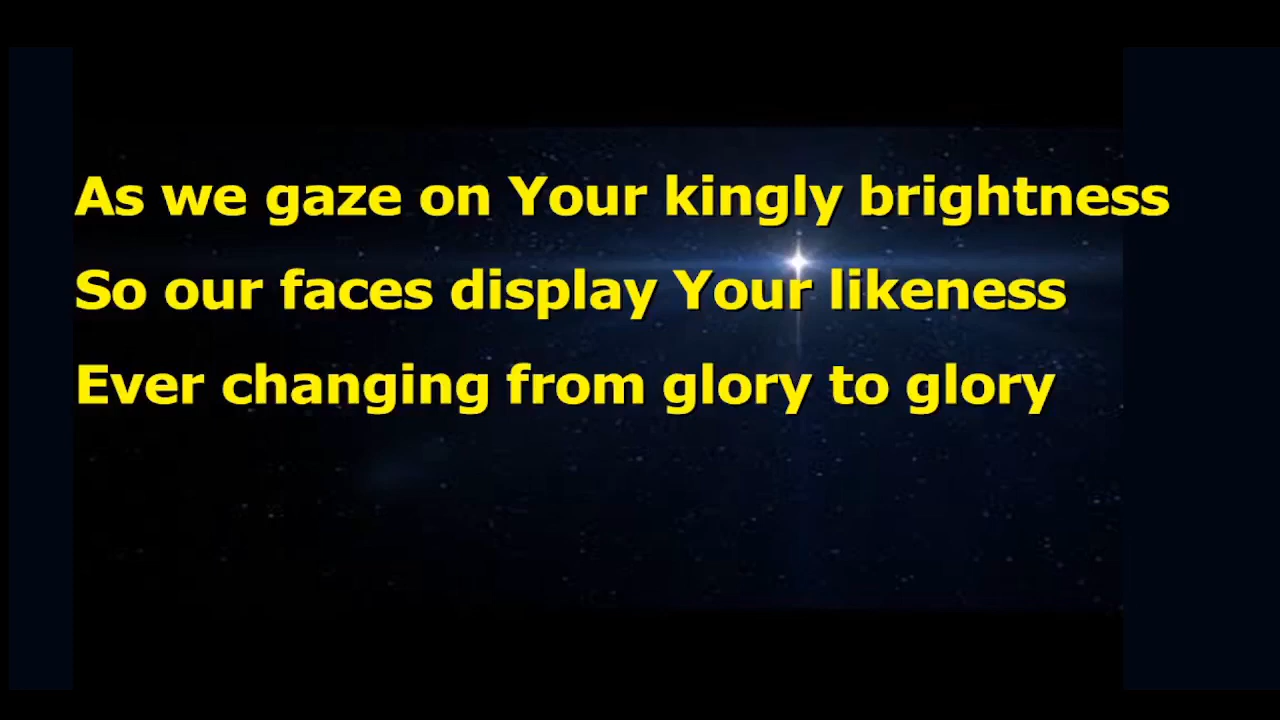 As we gaze on Your kingly brightness
So our faces display Your likeness
Ever changing from glory to glory